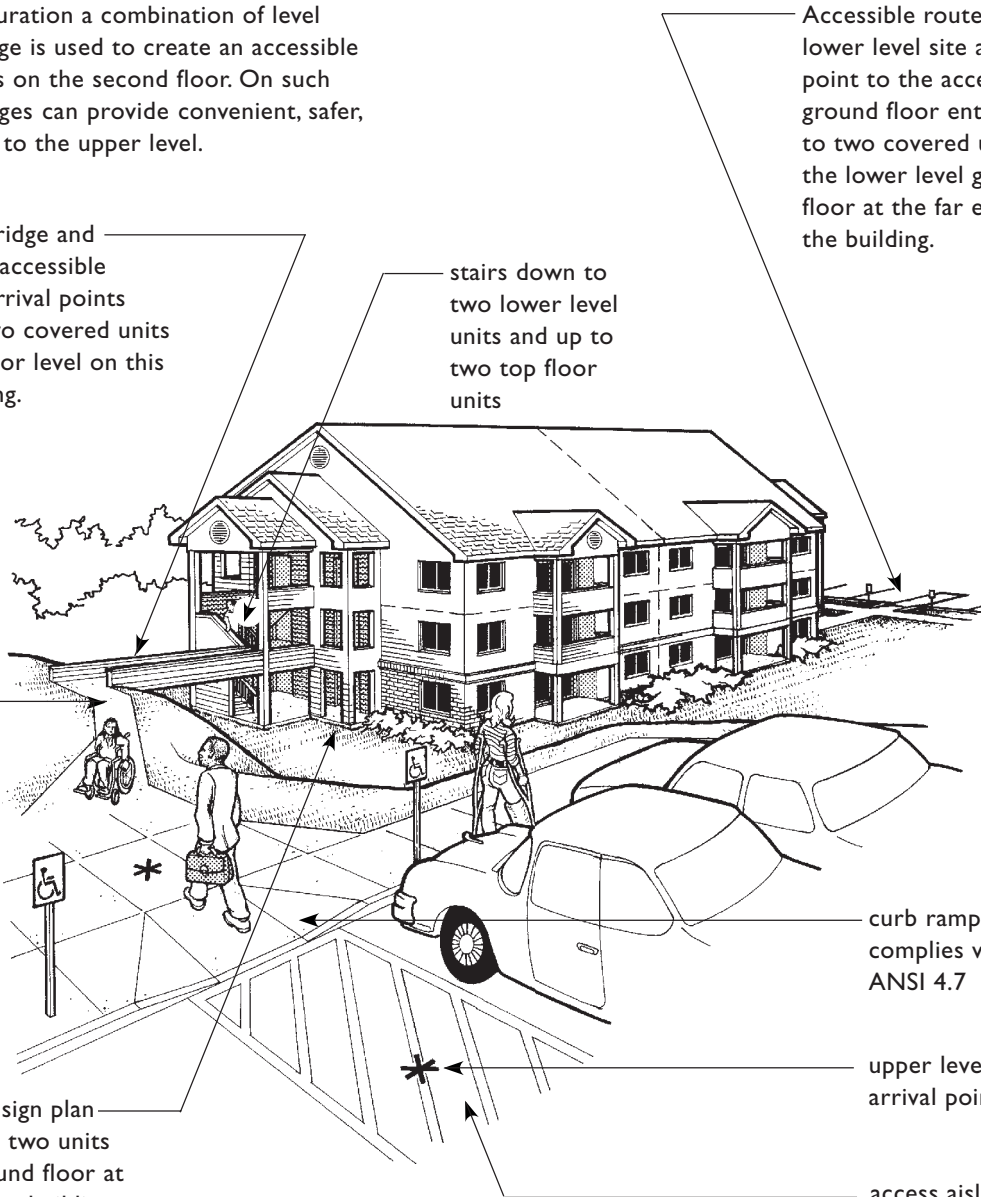 uration a combination of level
ge is used to create an accessible
s on the second floor. On such
ges can provide convenient, safer,
to the upper level.
Accessible route
lower level site a
point to the acce
ground floor ent
to two covered u
the lower level g
floor at the far e
the building.
ridge and
accessible
rrival points
o covered units
or level on this
g.
stairs down to
two lower level
units and up to
two top floor
units
curb ramp
complies v
ANSI 4.7
upper leve
arrival poin
sign plan
two units
und floor at
access aisl